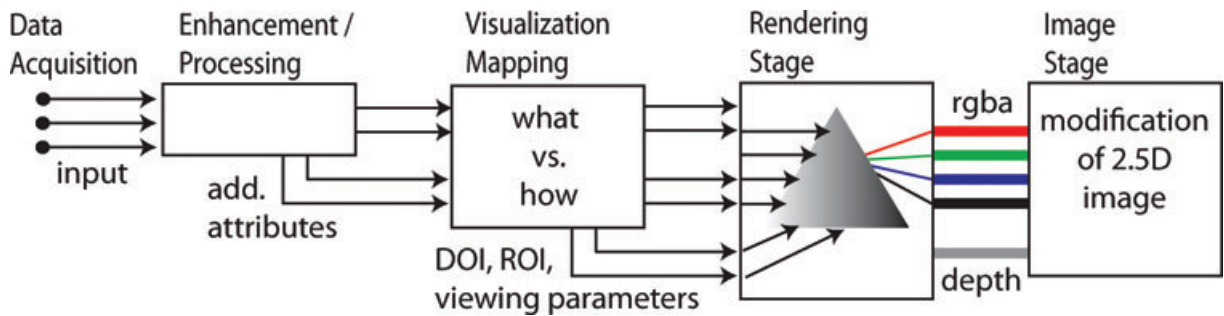 Data
Acquisition
Enhancement /
Processing
Visualization
Mapping
Rendering
Stage
Image
Stage
input
add.
attributes
what
vs.
how
DOI, ROI,
viewing parameters
rgba
depth
modification
of 2.5D
image